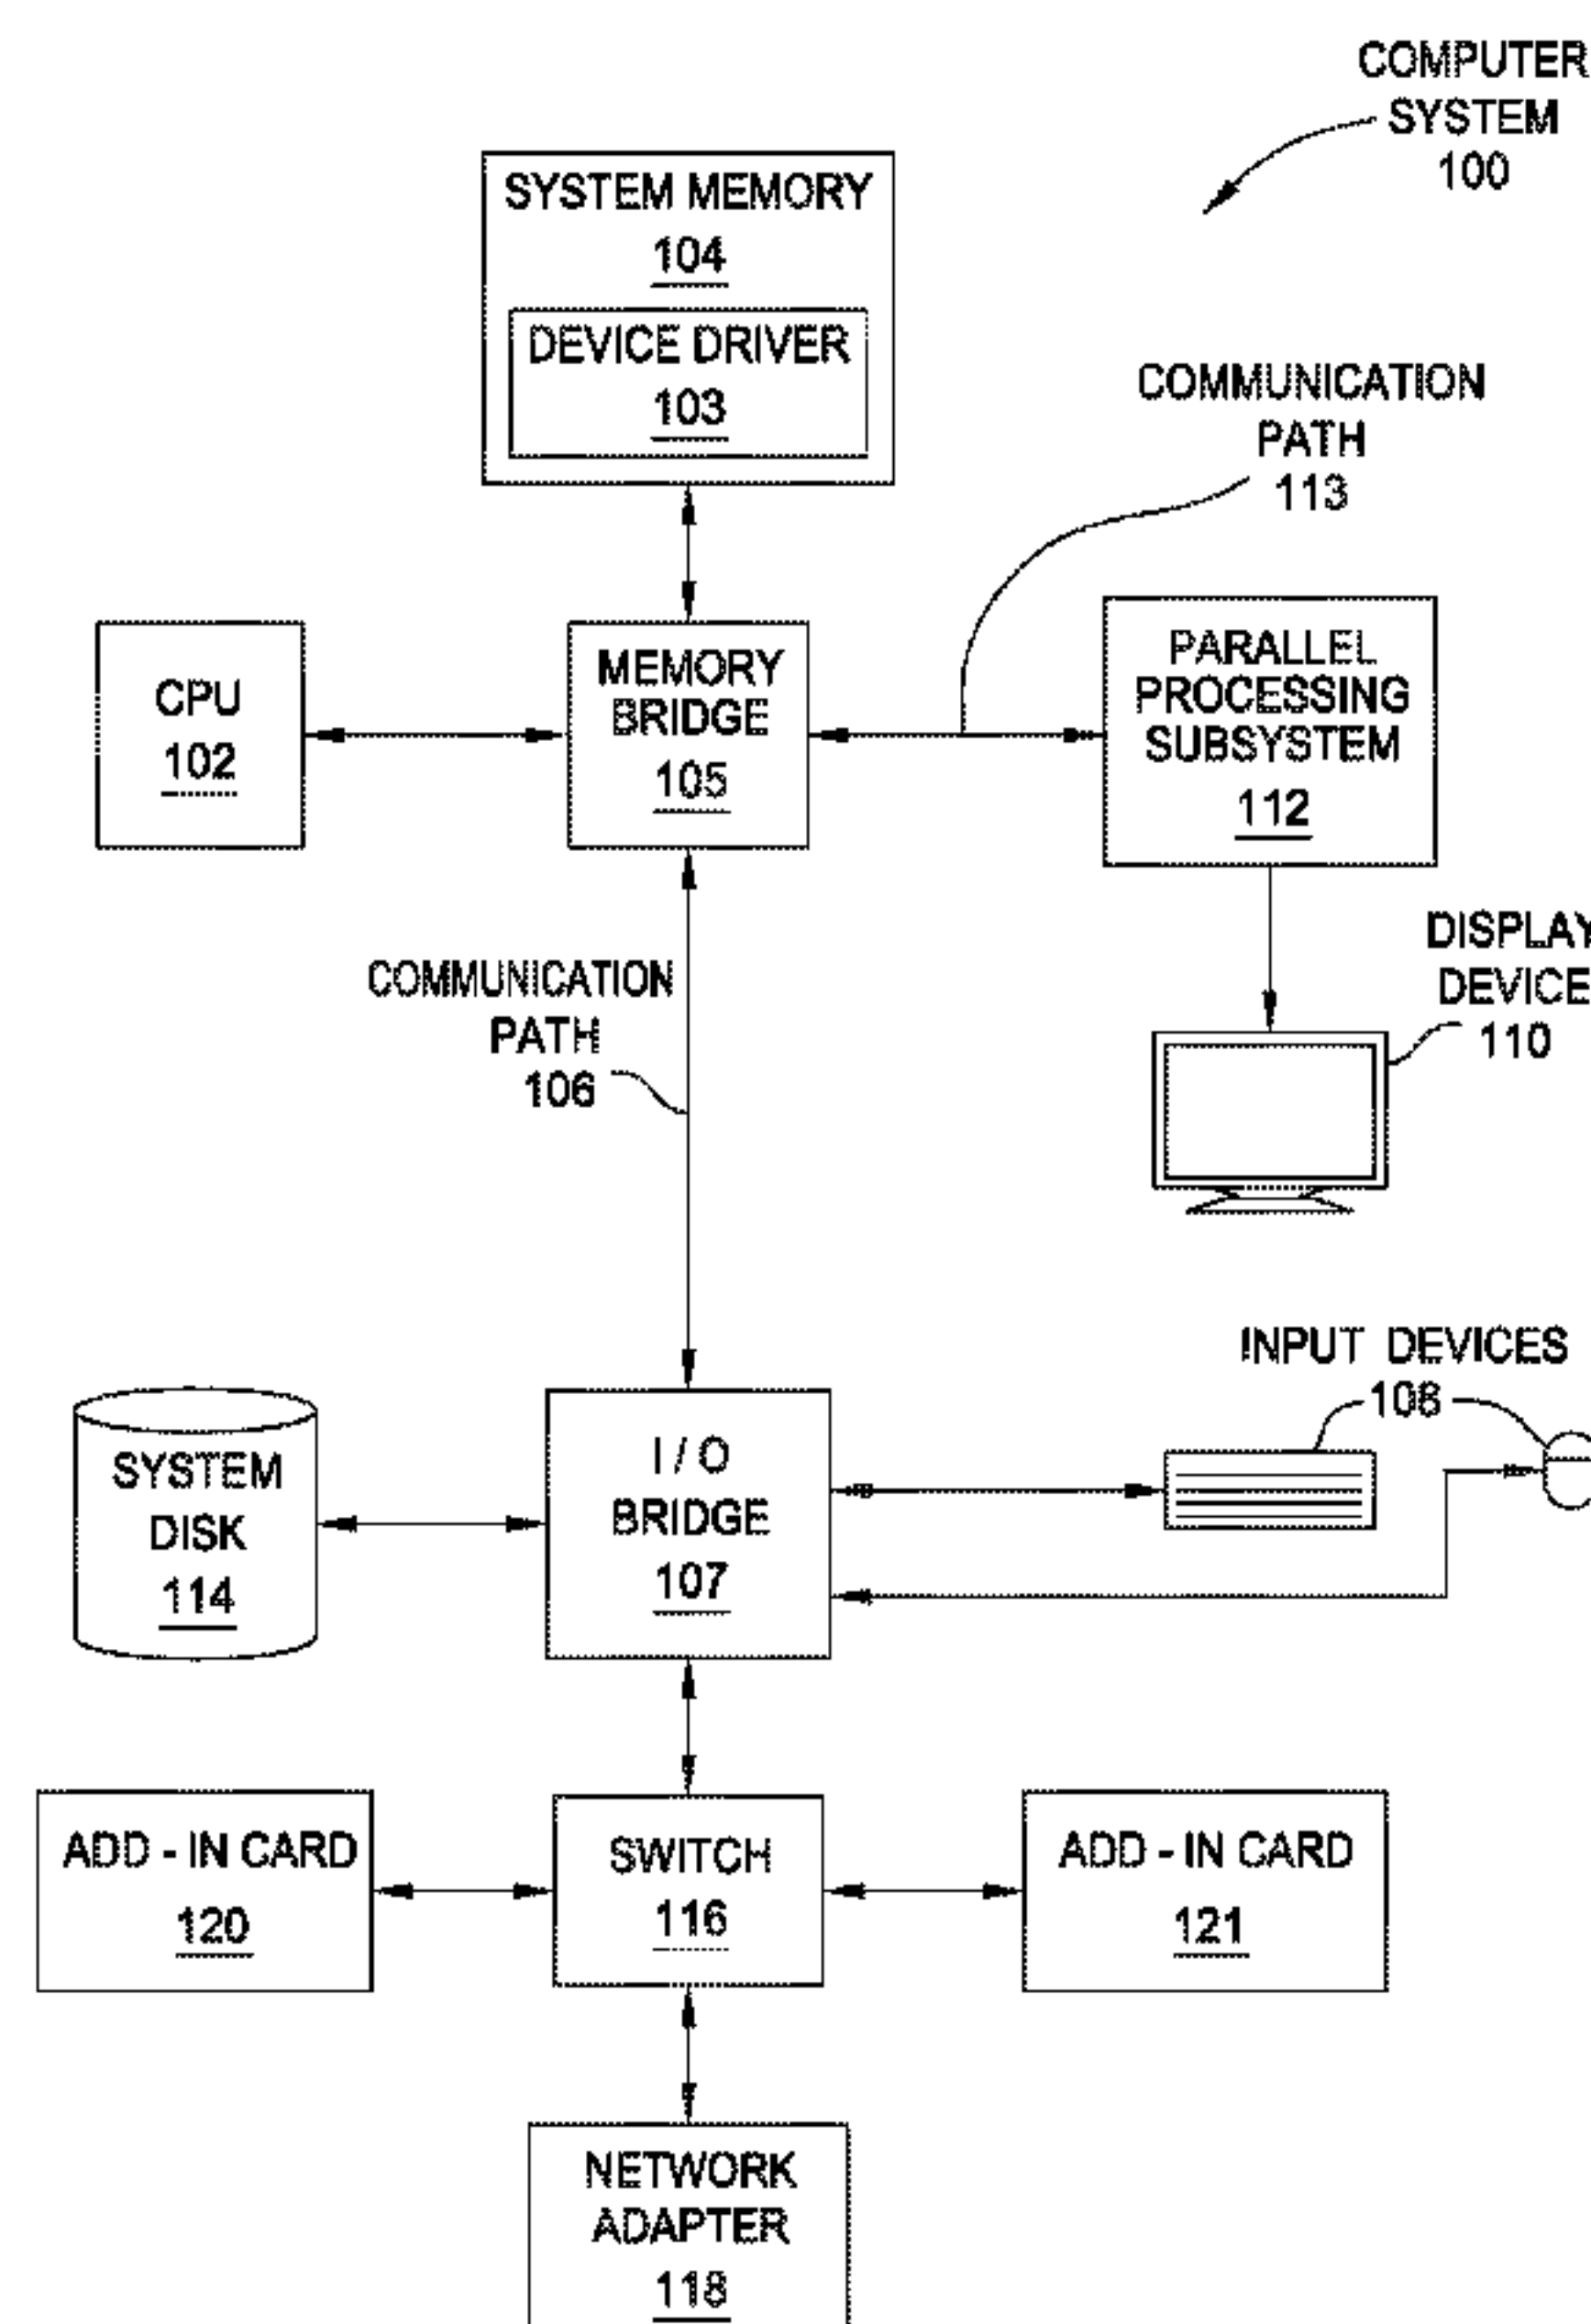 COMPUTER
SYSTEM
100
SYSTEM MEMORY
104
DEVICE DRIVER
103
COMMUNICATION
PATH
113
CPU
102
MEMORY
BRIDGE
105
PARALLEL
PROCESSING
SUBSYSTEM
112
DISPLAY
DEVICE
110
COMMUNICATION
PATH
106
INPUT DEVICES
108
SYSTEM
DISK
114
I / O
BRIDGE
107
ADD - IN CARD
120
SWITCH
116
ADD - IN CARD
121
NETWORK
ADAPTER
118